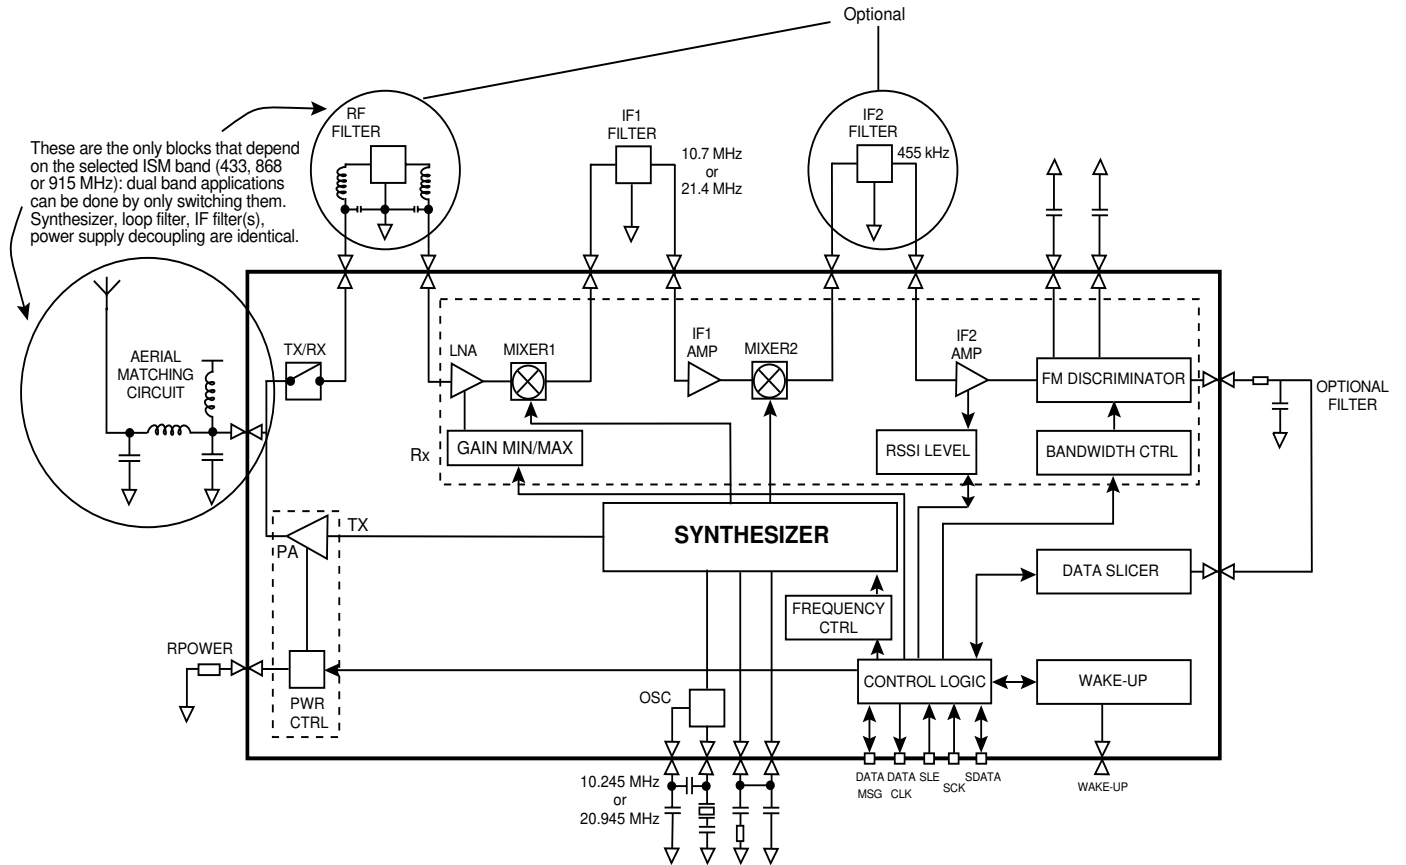 Optional
RF
FILTER
IF1
FILTER
10.7 MHz
or
21.4 MHz
IF2
FILTER
455 kHz
These are the only blocks that depend
on the selected ISM band (433, 868
or 915 MHz): dual band applications
can be done by only switching them.
Synthesizer, loop filter, IF filter(s),
power supply decoupling are identical.
AERIAL
MATCHING
CIRCUIT
TX/RX
LNA
MIXER1
IF1
AMP
MIXER2
IF2
AMP
FM DISCRIMINATOR
OPTIONAL
FILTER
Rx
GAIN MIN/MAX
RSSI LEVEL
BANDWIDTH CTRL
TX
PA
SYNTHESIZER
DATA SLICER
FREQUENCY
CTRL
RPOWER
PWR
CTRL
OSC
CONTROL LOGIC
WAKE-UP
10.245 MHz
or
20.945 MHz
DATA
MSG
DATA
CLK
SLE
SCK
SDATA
WAKE-UP